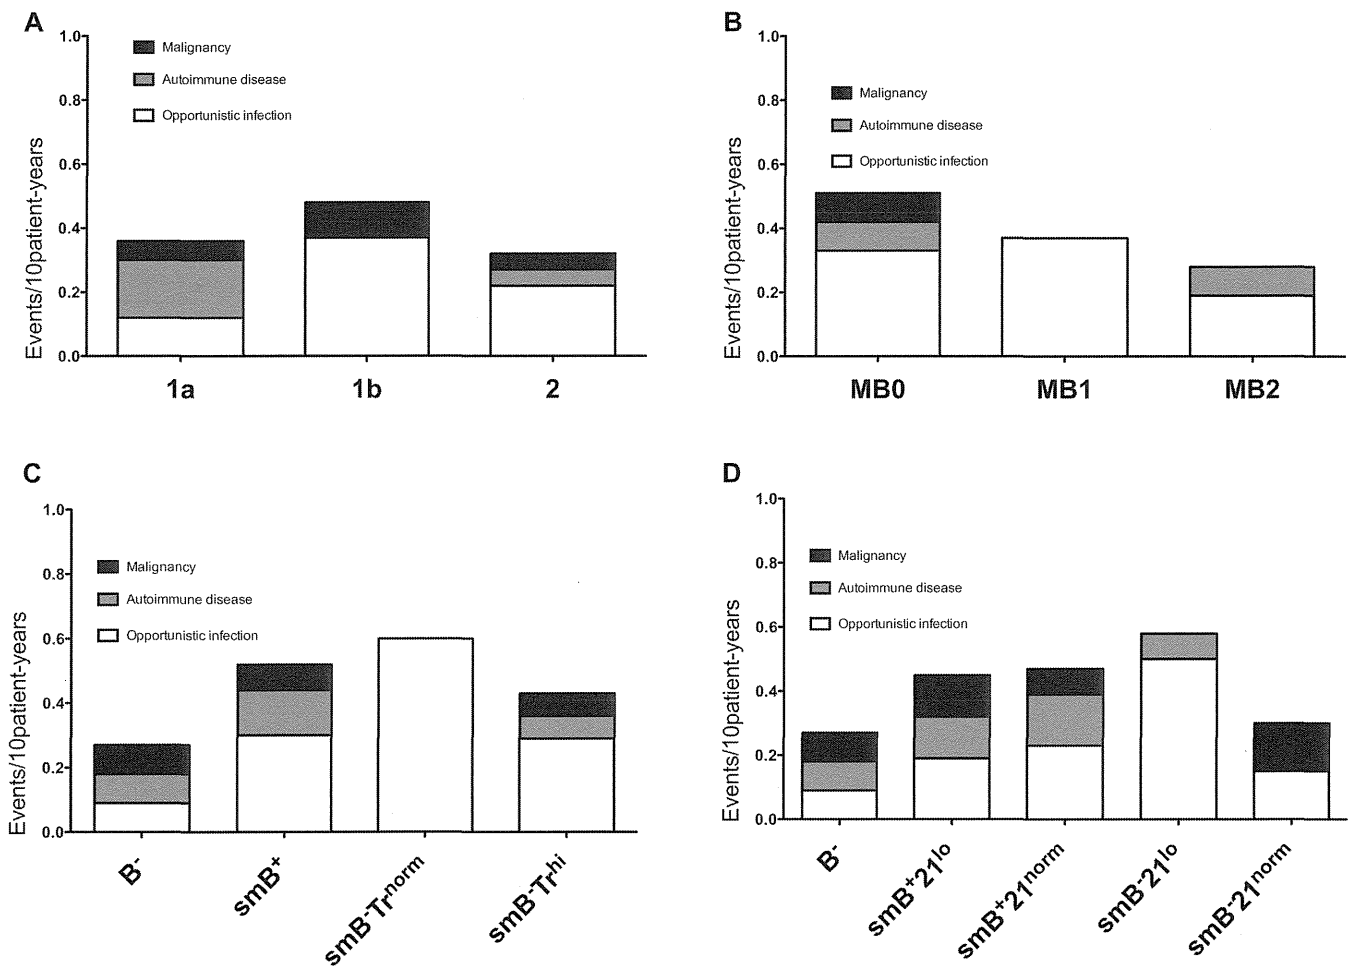 A
Events/10patient-years
1.0
0.8
0.6
0.4
0.2
0.0
Malignancy
Autoimmune disease
Opportunistic infection
1a 1b 2
B
Events/10patient-years
1.0
0.8
0.6
0.4
0.2
0.0
Malignancy
Autoimmune disease
Opportunistic infection
MB0 MB1 MB2
C
Events/10patient-years
1.0
0.8
0.6
0.4
0.2
0.0
Malignancy
Autoimmune disease
Opportunistic infection
B⁻
smB⁺
smB⁻Trⁿᵒʳᵐ
smB⁻Trʰⁱ
D
Events/10patient-years
1.0
0.8
0.6
0.4
0.2
0.0
Malignancy
Autoimmune disease
Opportunistic infection
B⁻
smB⁺21ˡᵒ
smB⁺21ⁿᵒʳᵐ
smB⁻21ˡᵒ
smB⁻21ⁿᵒʳᵐ